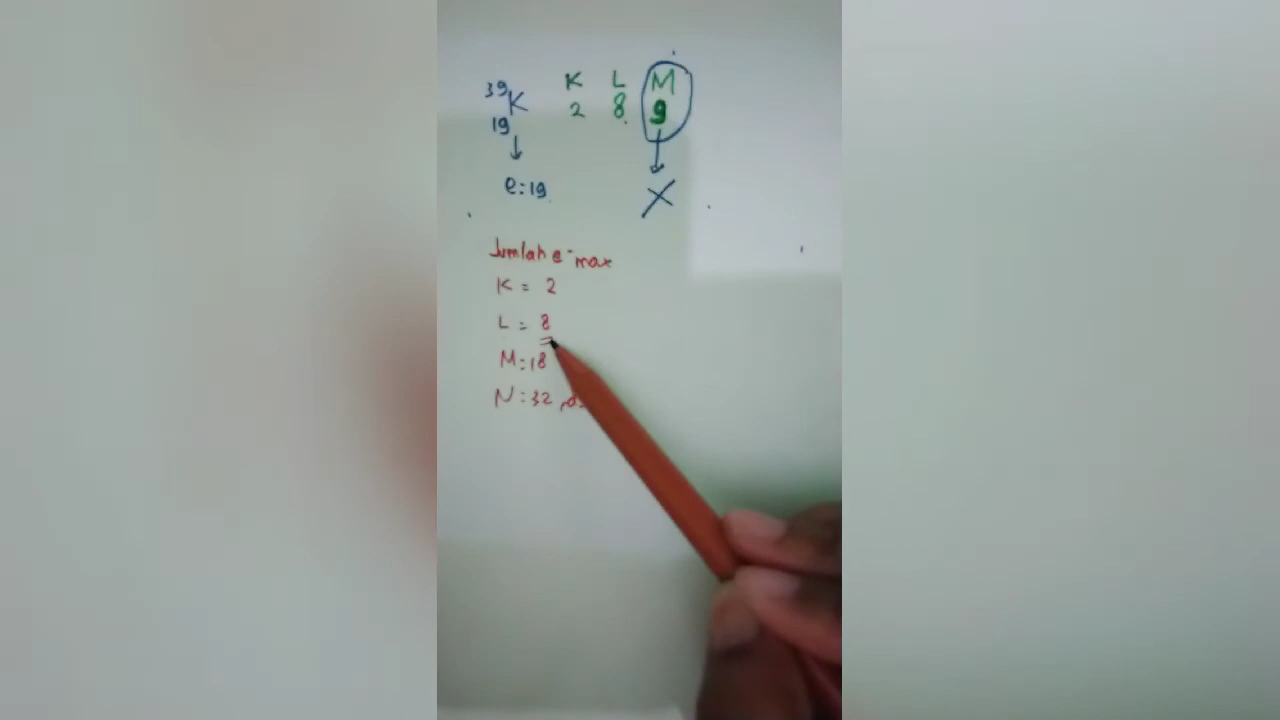 39 K L M
K 2 8 9
19
e:19 X
Jumlah e⁻ max
K = 2
L = 8
M = 18
N : 32